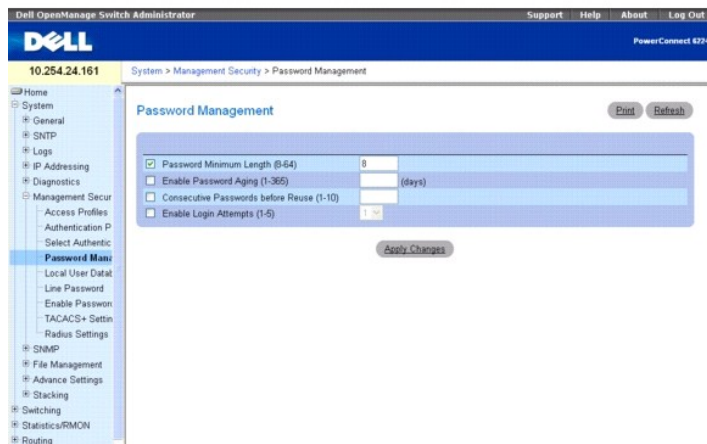 Dell OpenManage Switch Administrator
Support Help About Log Out
DELL
PowerConnect 6224
10.254.24.161
System > Management Security > Password Management
Home
System
General
SNTP
Logs
IP Addressing
Diagnostics
Management Secur
Access Profiles
Authentication P
Select Authentic
Password Mana
Local User Datab
Line Password
Enable Passwor
TACACS+ Settin
Radius Settings
SNMP
File Management
Advance Settings
Stacking
Switching
Statistics/RMON
Routing
Password Management
Print Refresh
Password Minimum Length (8-64) 8
Enable Password Aging (1-365) (days)
Consecutive Passwords before Reuse (1-10)
Enable Login Attempts (1-5) 1
Apply Changes